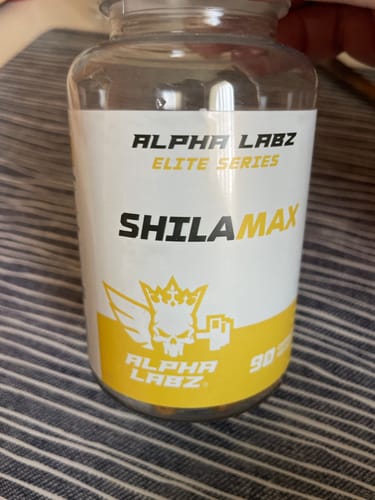 ALPHA LABZ
ELITE SERIES
SHILAMAX
ALPHA
LABZ®
90